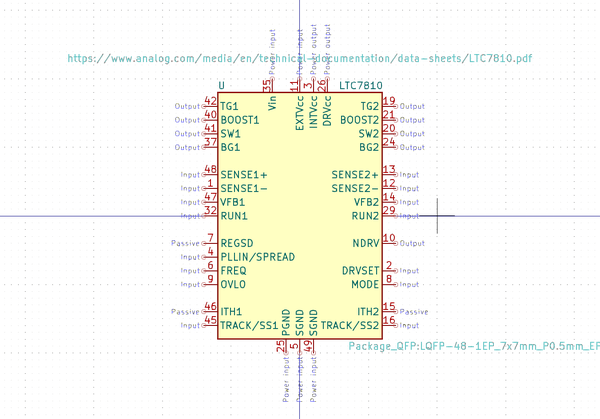 Power input
Power input
Power output
Power output
https://www.analog.com/media/en/technical-documentation/data-sheets/LTC7810.pdf
U LTC7810
35 11 3 26
Vin EXTVcc INTVcc DRVcc
Output 42 TG1 TG2 19 Output
Output 40 BOOST1 BOOST2 21 Output
Output 41 SW1 SW2 20 Output
Output 37 BG1 BG2 24 Output
Input 48 SENSE1+ SENSE2+ 13 Input
Input 1 SENSE1- SENSE2- 12 Input
Input 47 VFB1 VFB2 14 Input
Input 32 RUN1 RUN2 29 Input
Passive 7 REGSD NDRV 10 Output
Input 4 PLLIN/SPREAD
Input 6 FREQ DRVSET 2 Input
Input 9 OVLO MODE 8 Input
Passive 46 ITH1 ITH2 15 Passive
Input 45 TRACK/SS1 TRACK/SS2 16 Input
PGND SGND SGND
25 5 49
Package_QFP:LQFP-48-1EP_7x7mm_P0.5mm_EP
Power input
Power input
Power input